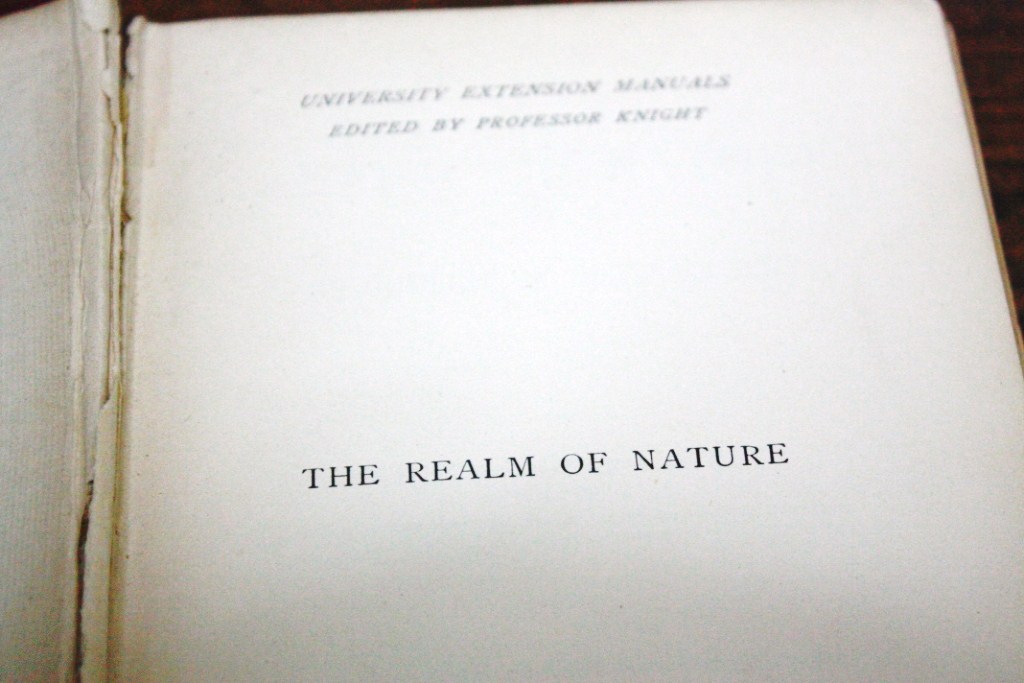 UNIVERSITY EXTENSION MANUALS
EDITED BY PROFESSOR KNIGHT
THE REALM OF NATURE